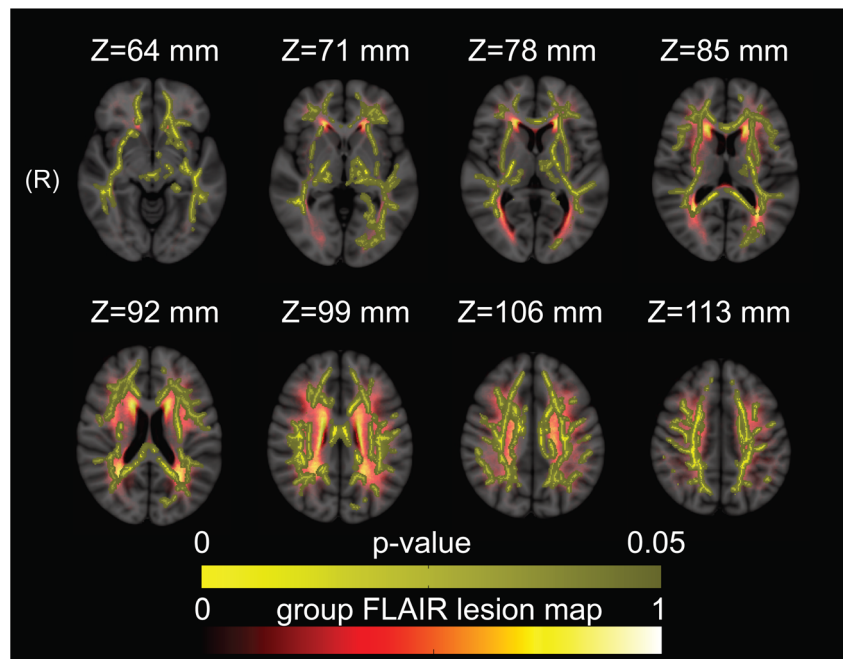 Z=64 mm Z=71 mm Z=78 mm Z=85 mm
(R)
Z=92 mm Z=99 mm Z=106 mm Z=113 mm
0 p-value 0.05
0 group FLAIR lesion map 1